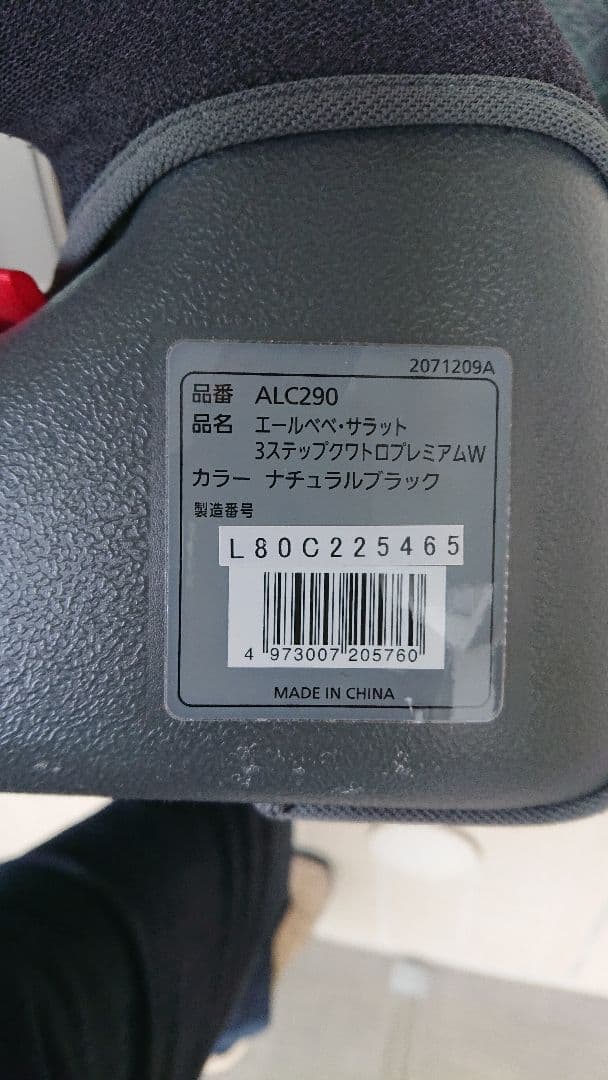 2071209A
品番 ALC290
品名 エールベベ・サラット
3ステップクワトロプレミアムW
カラー ナチュラルブラック
製造番号
L80C225465
4 973007 205760
MADE IN CHINA